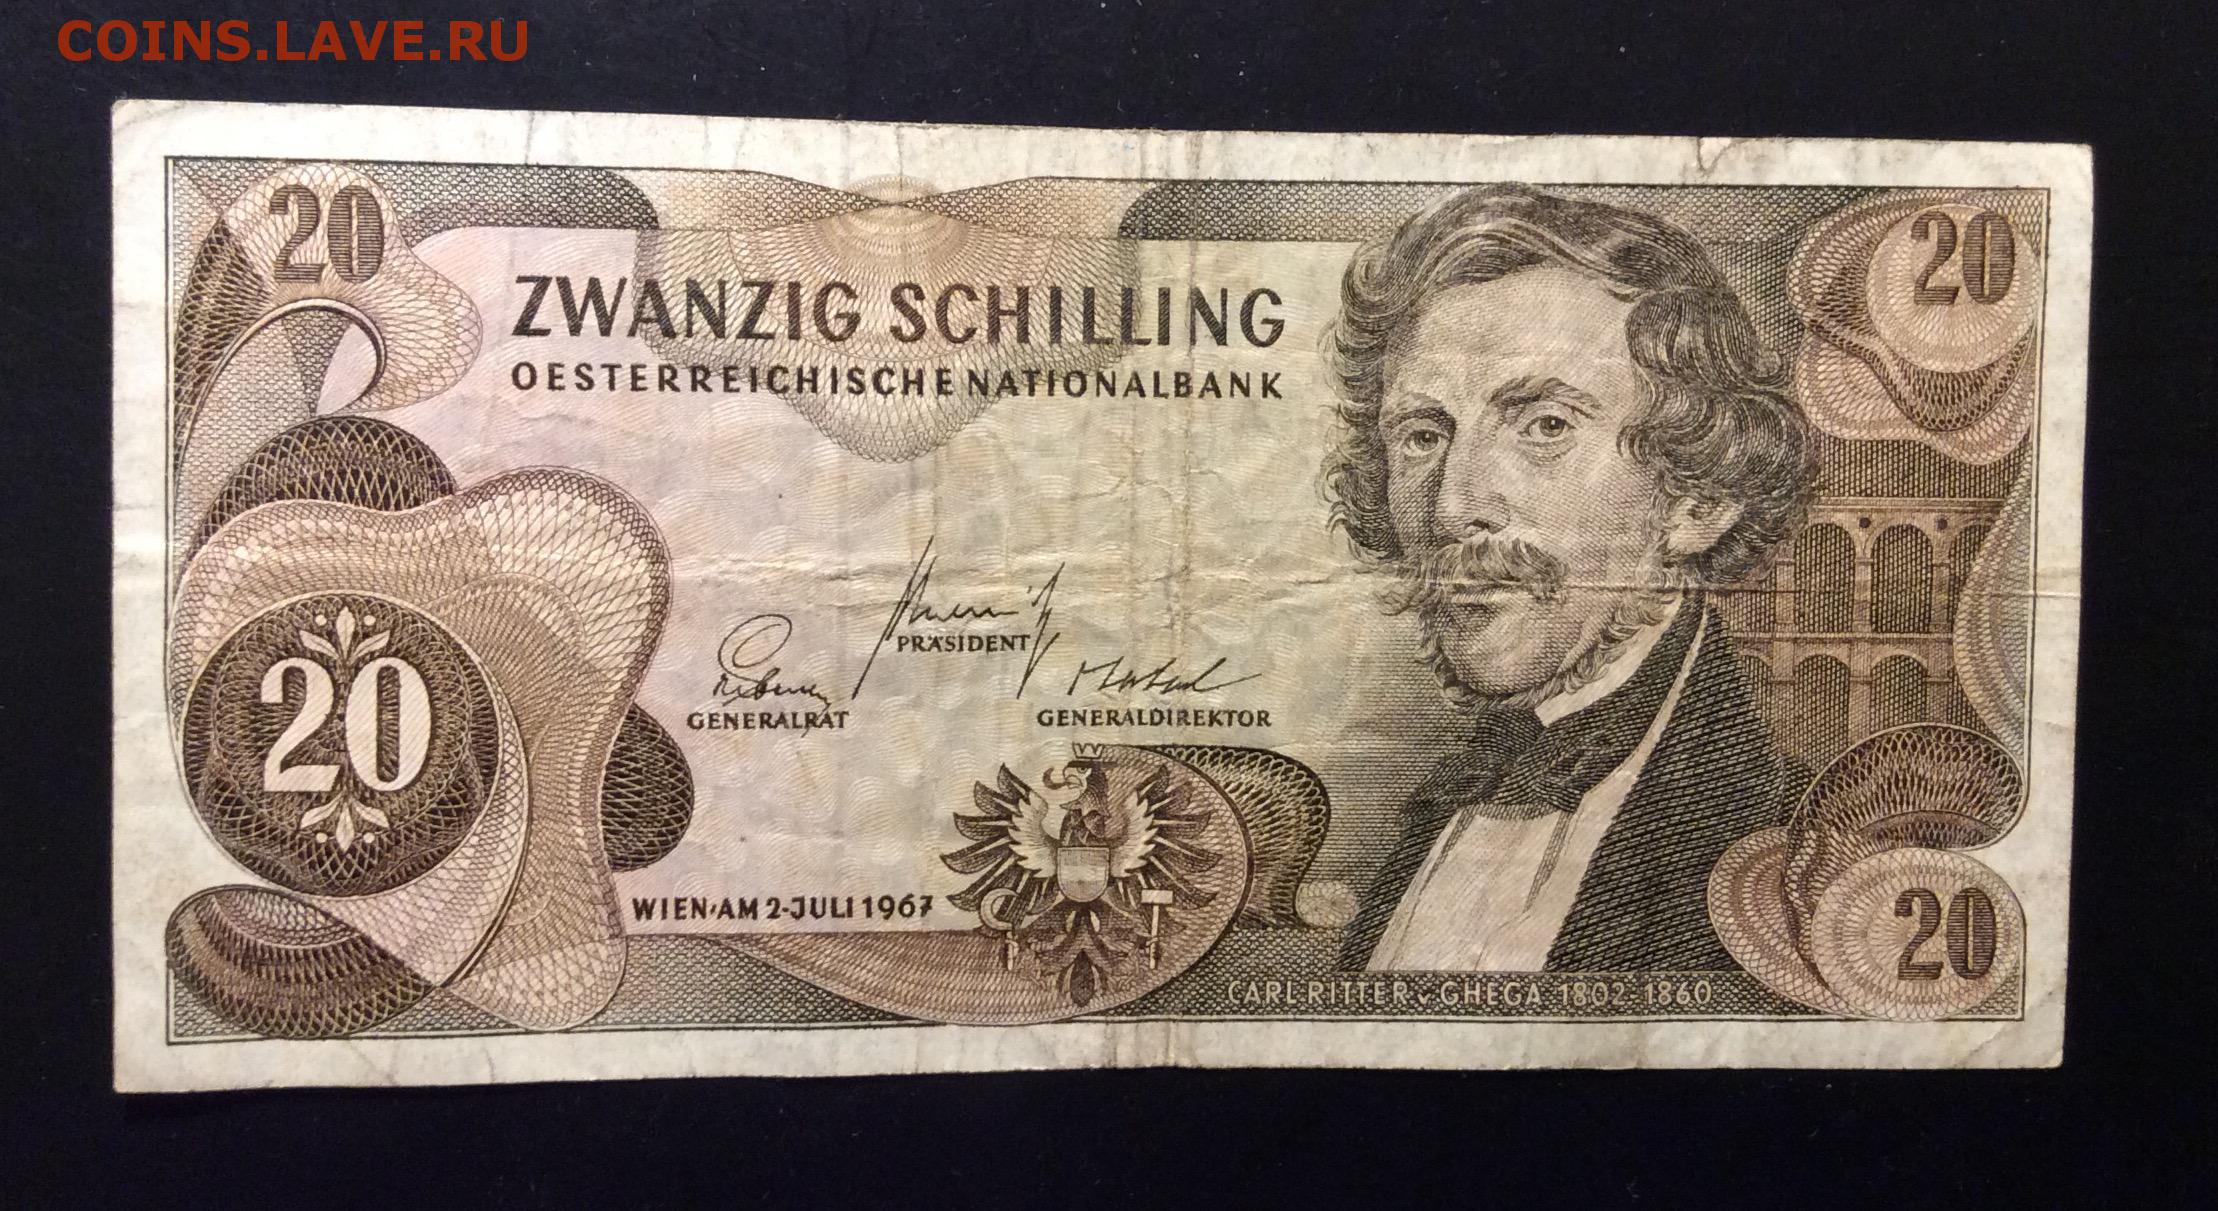 COINS.LAVE.RU
20
20
ZWANZIG SCHILLING
OESTERREICHISCHE NATIONALBANK
PRÄSIDENT
GENERALRAT
GENERALDIREKTOR
20
WIEN·AM 2·JULI 1967
20
CARL RITTER v GHEGA 1802-1860